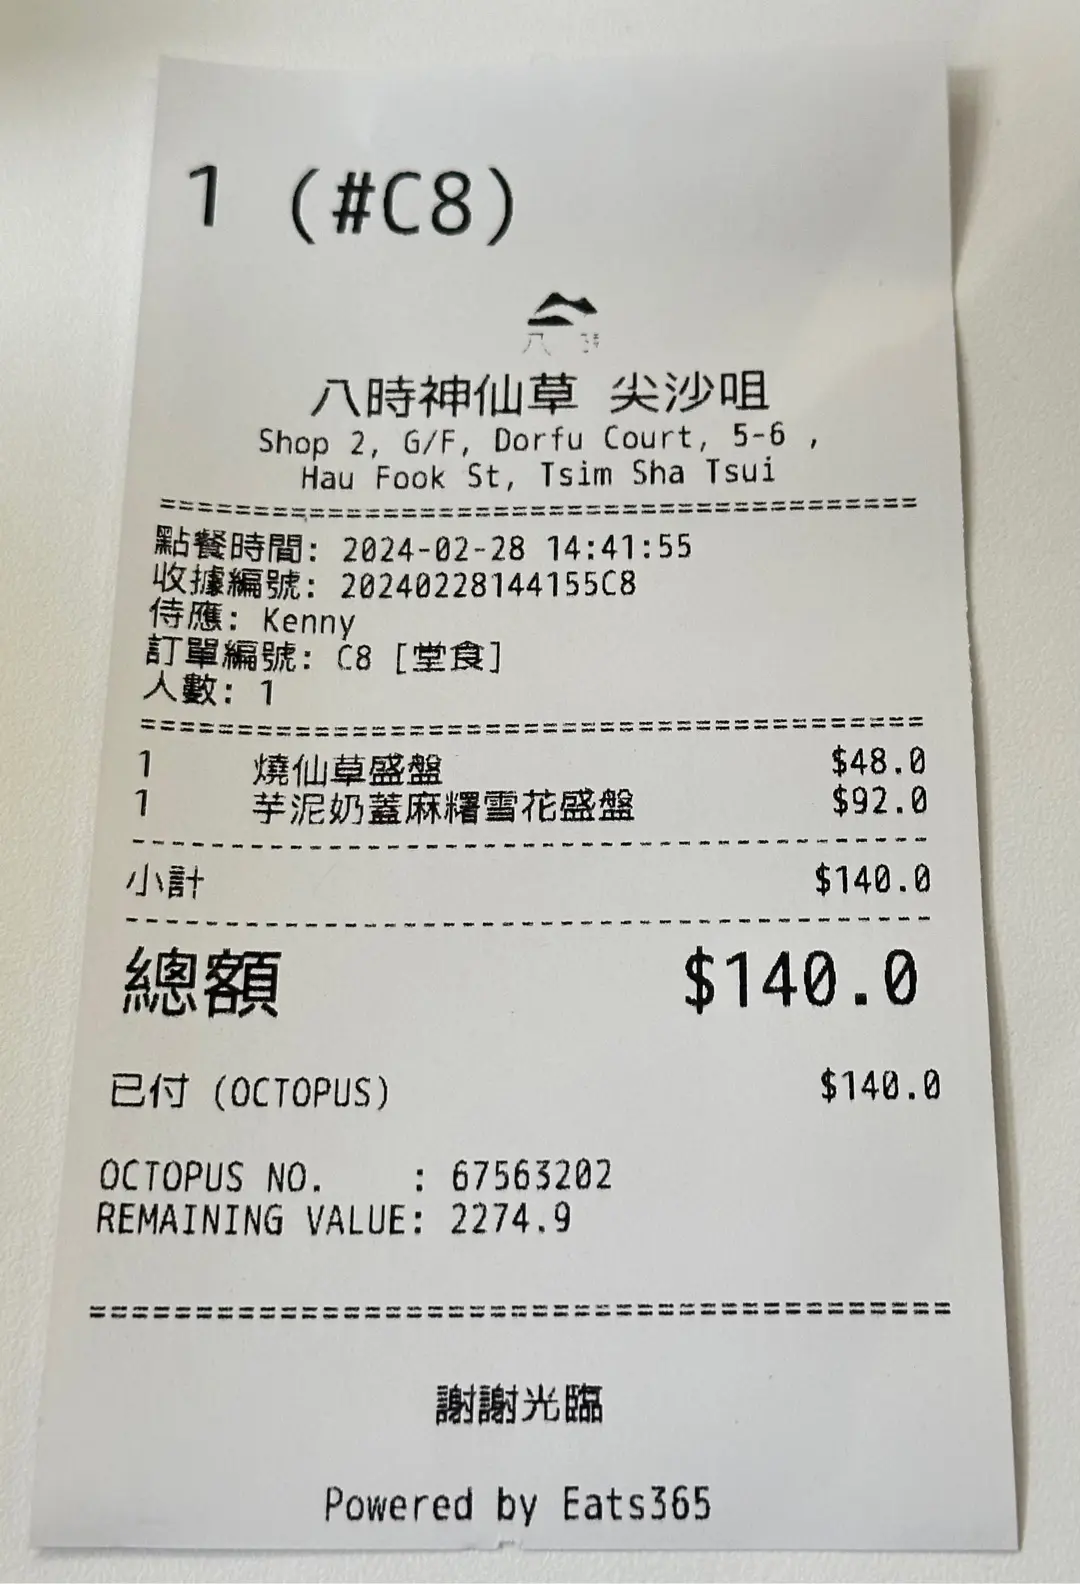 1 (#C8)
八時
八時神仙草 尖沙咀
Shop 2, G/F, Dorfu Court, 5-6 ,
Hau Fook St, Tsim Sha Tsui
========================================
點餐時間: 2024-02-28 14:41:55
收據編號: 20240228144155C8
侍應: Kenny
訂單編號: C8 [堂食]
人數: 1
========================================
1 燒仙草盛盤 $48.0
1 芋泥奶蓋麻糬雪花盛盤 $92.0
----------------------------------------
小計 $140.0
----------------------------------------
總額 $140.0
已付 (OCTOPUS) $140.0
OCTOPUS NO. : 67563202
REMAINING VALUE: 2274.9
========================================
謝謝光臨
Powered by Eats365